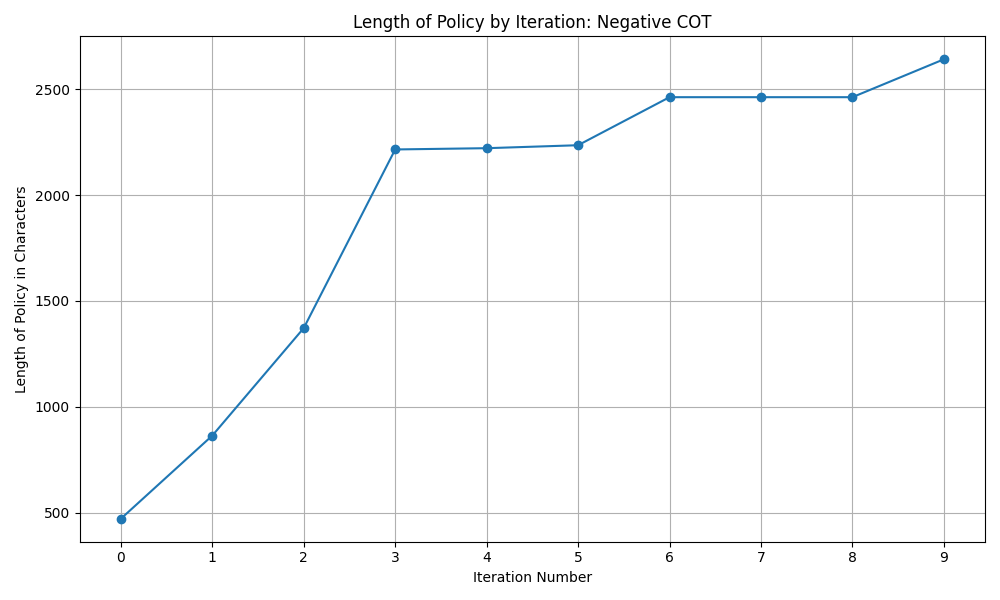 Length of Policy by Iteration: Negative COT
Length of Policy in Characters
2500
2000
1500
1000
500
0 1 2 3 4 5 6 7 8 9
Iteration Number